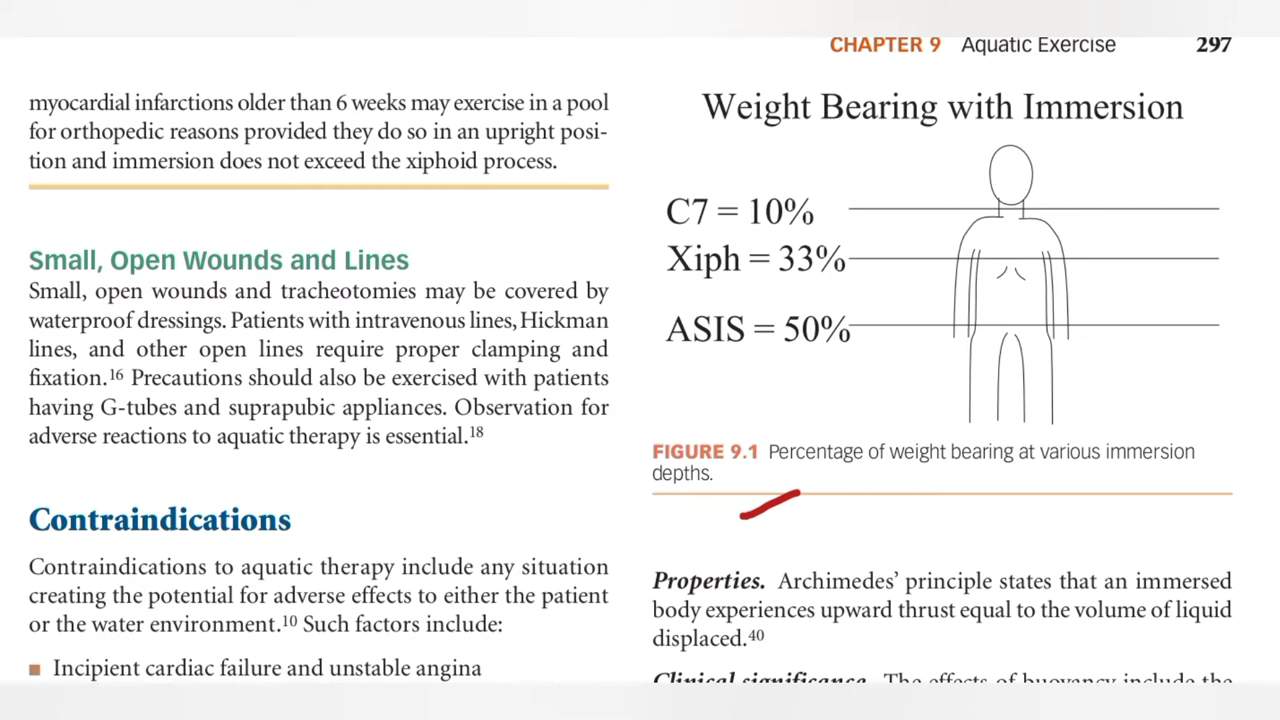 CHAPTER 9 Aquatic Exercise 297
myocardial infarctions older than 6 weeks may exercise in a pool
for orthopedic reasons provided they do so in an upright posi-
tion and immersion does not exceed the xiphoid process.
Small, Open Wounds and Lines
Small, open wounds and tracheotomies may be covered by
waterproof dressings. Patients with intravenous lines, Hickman
lines, and other open lines require proper clamping and
fixation.16 Precautions should also be exercised with patients
having G-tubes and suprapubic appliances. Observation for
adverse reactions to aquatic therapy is essential.18
Contraindications
Contraindications to aquatic therapy include any situation
creating the potential for adverse effects to either the patient
or the water environment.10 Such factors include:
■ Incipient cardiac failure and unstable angina
Weight Bearing with Immersion
C7 = 10%
Xiph = 33%
ASIS = 50%
FIGURE 9.1 Percentage of weight bearing at various immersion
depths.
Properties. Archimedes’ principle states that an immersed
body experiences upward thrust equal to the volume of liquid
displaced.40
Clinical significance. The effects of buoyancy include the